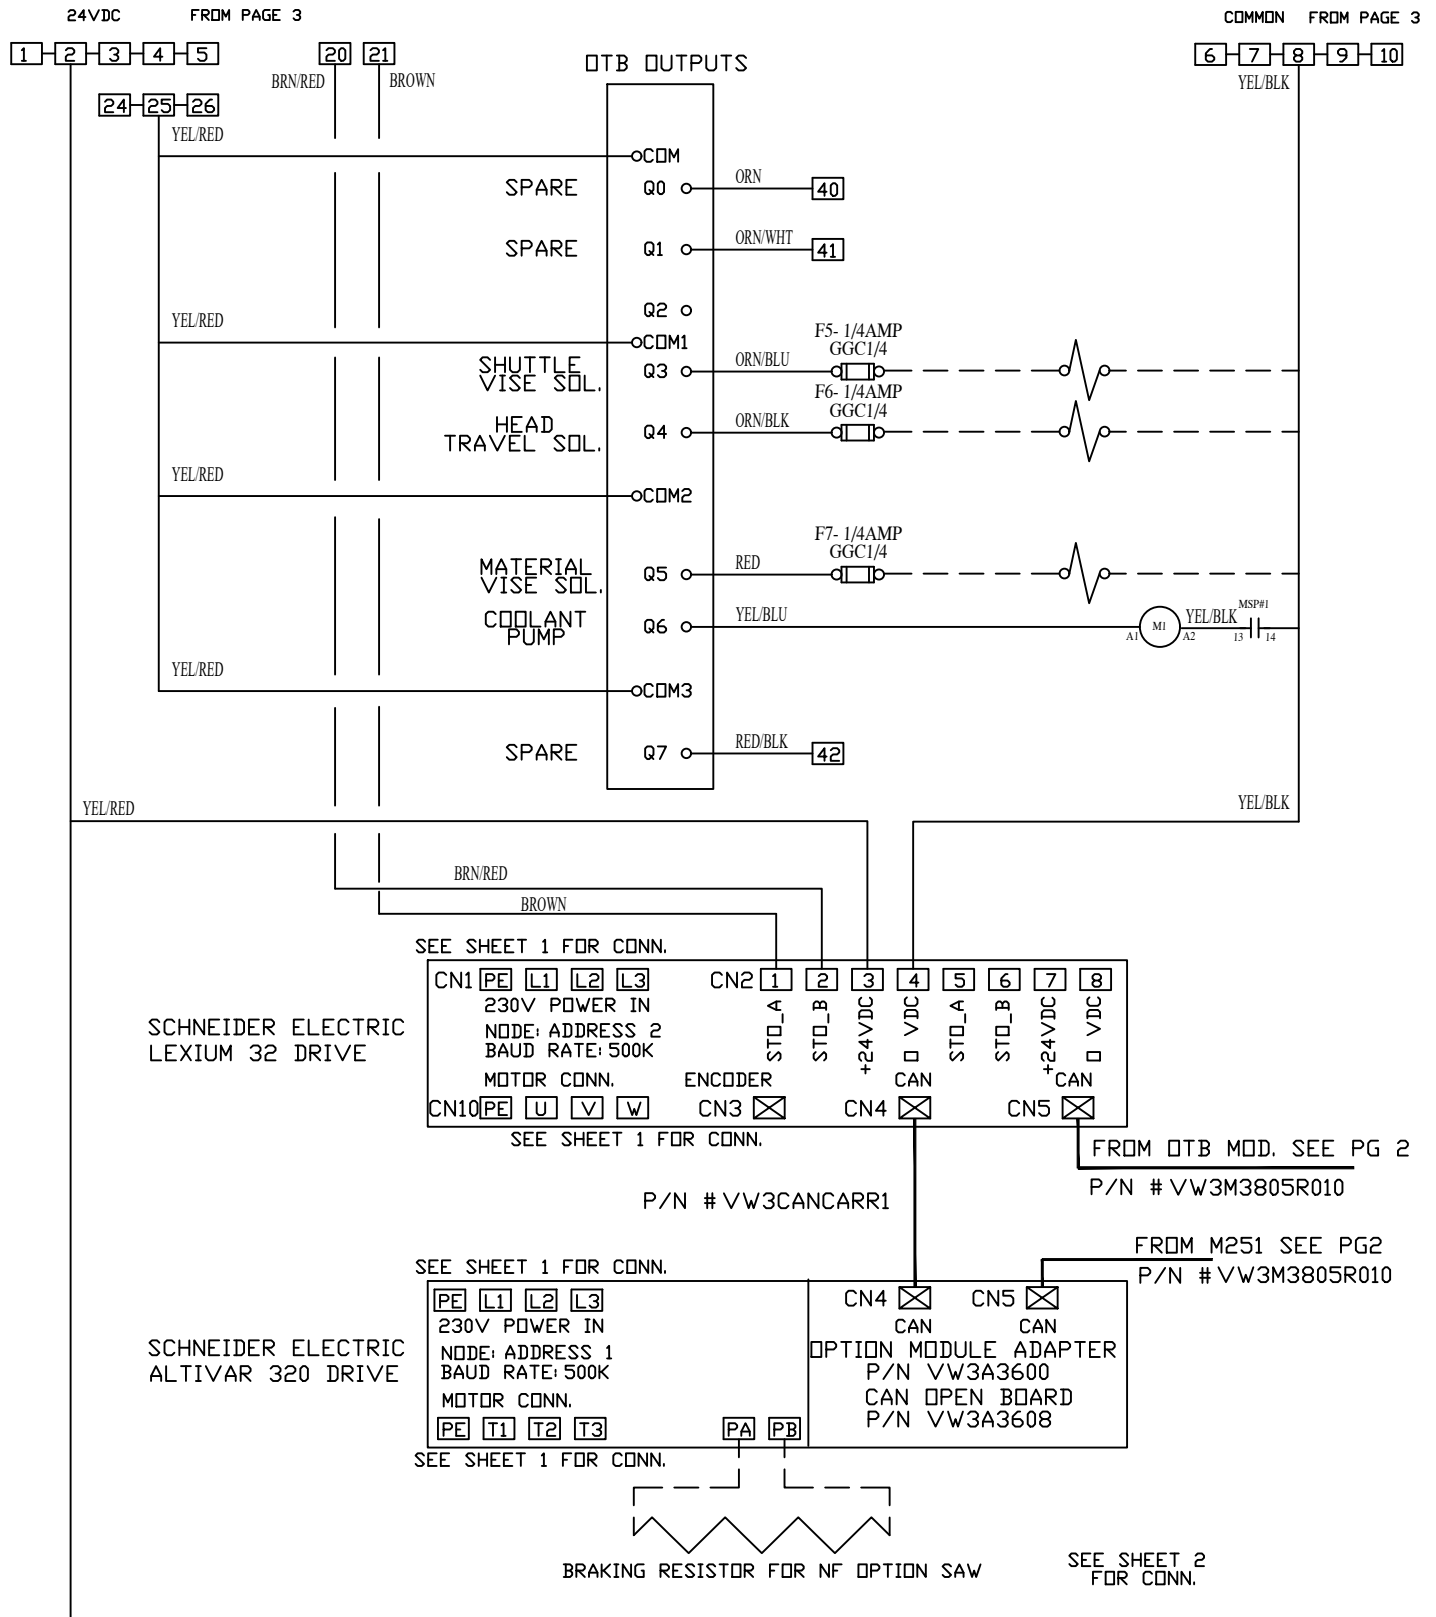 24VDC FROM PAGE 3
COMMON FROM PAGE 3
1 2 3 4 5
20 21
6 7 8 9 10
BRN/RED
BROWN
OTB OUTPUTS
YEL/BLK
24 25 26
YEL/RED
COM
SPARE Q0 ORN 40
SPARE Q1 ORN/WHT 41
Q2
YEL/RED
COM1
F5- 1/4AMP
GGC1/4
SHUTTLE
VISE SOL.
Q3 ORN/BLU
F6- 1/4AMP
GGC1/4
HEAD
TRAVEL SOL.
Q4 ORN/BLK
YEL/RED
COM2
F7- 1/4AMP
GGC1/4
MATERIAL
VISE SOL.
Q5 RED
COOLANT
PUMP
Q6 YEL/BLU
A1 M1 A2 YEL/BLK MSP#1 13 14
YEL/RED
COM3
SPARE Q7 RED/BLK 42
YEL/RED
YEL/BLK
BRN/RED
BROWN
SEE SHEET 1 FOR CONN.
CN1 PE L1 L2 L3
CN2 1 2 3 4 5 6 7 8
230V POWER IN
STO_A STO_B +24VDC 0 VDC STO_A STO_B +24VDC 0 VDC
SCHNEIDER ELECTRIC
LEXIUM 32 DRIVE
NODE: ADDRESS 2
BAUD RATE: 500K
MOTOR CONN.
ENCODER CAN CAN
CN10 PE U V W
CN3 CN4 CN5
SEE SHEET 1 FOR CONN.
FROM OTB MOD. SEE PG 2
P/N #VW3M3805R010
P/N #VW3CANCARR1
FROM M251 SEE PG2
P/N #VW3M3805R010
SEE SHEET 1 FOR CONN.
PE L1 L2 L3
CN4 CN5
230V POWER IN
CAN CAN
SCHNEIDER ELECTRIC
ALTIVAR 320 DRIVE
NODE: ADDRESS 1
BAUD RATE: 500K
OPTION MODULE ADAPTER
P/N VW3A3600
CAN OPEN BOARD
P/N VW3A3608
MOTOR CONN.
PE T1 T2 T3 PA PB
SEE SHEET 1 FOR CONN.
BRAKING RESISTOR FOR NF OPTION SAW
SEE SHEET 2
FOR CONN.